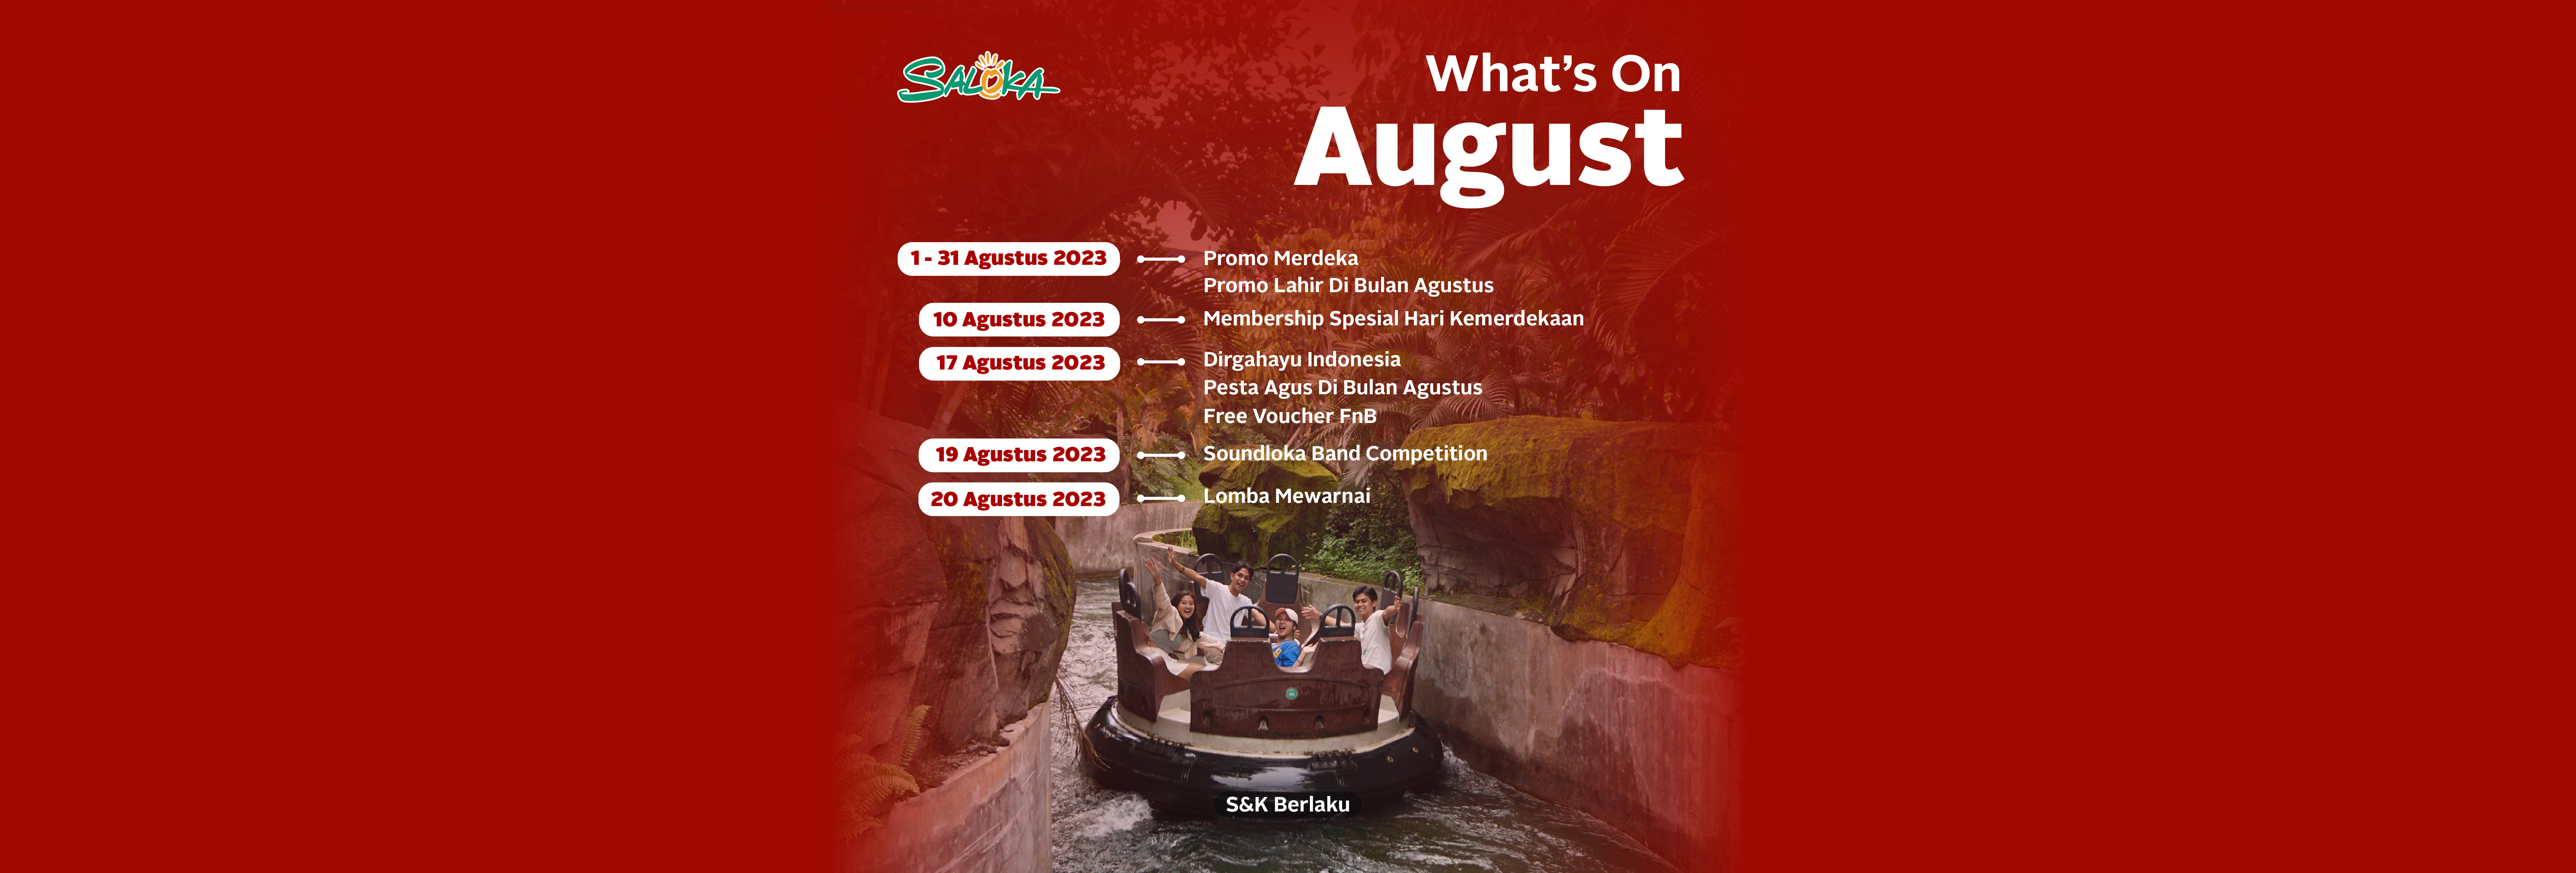 SALOKA
What's On
August
1 - 31 Agustus 2023
Promo Merdeka
Promo Lahir Di Bulan Agustus
10 Agustus 2023
Membership Spesial Hari Kemerdekaan
17 Agustus 2023
Dirgahayu Indonesia
Pesta Agus Di Bulan Agustus
Free Voucher FnB
19 Agustus 2023
Soundloka Band Competition
20 Agustus 2023
Lomba Mewarnai
S&K Berlaku